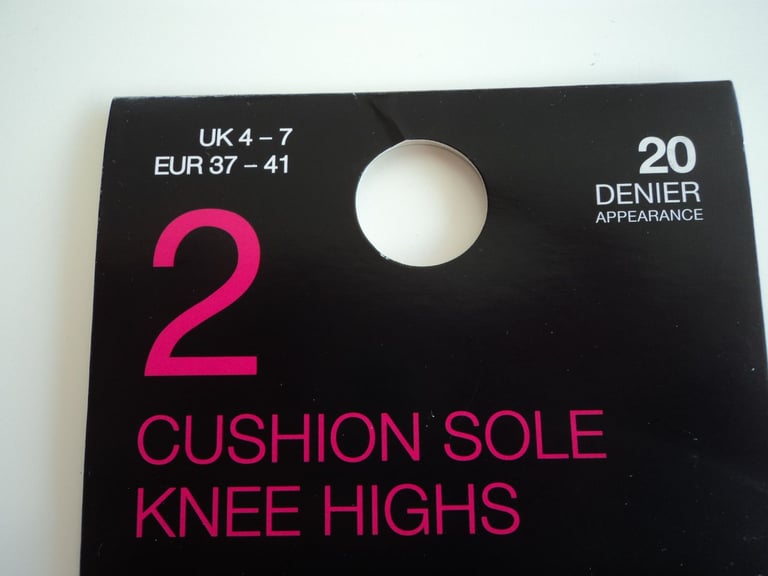 UK 4 – 7
EUR 37 – 41
20
DENIER
APPEARANCE
2
CUSHION SOLE
KNEE HIGHS